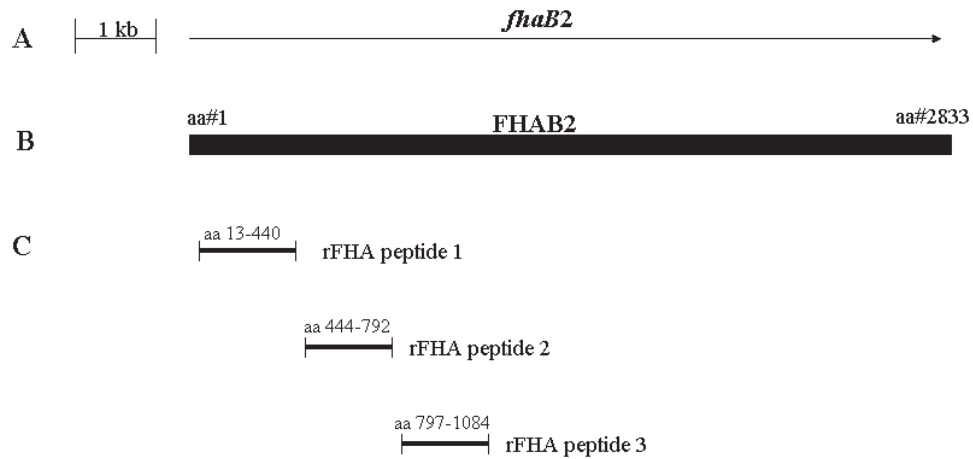 A
1 kb
fhaB2
B
aa#1
FHAB2
aa#2833
C
aa 13-440
rFHA peptide 1
aa 444-792
rFHA peptide 2
aa 797-1084
rFHA peptide 3